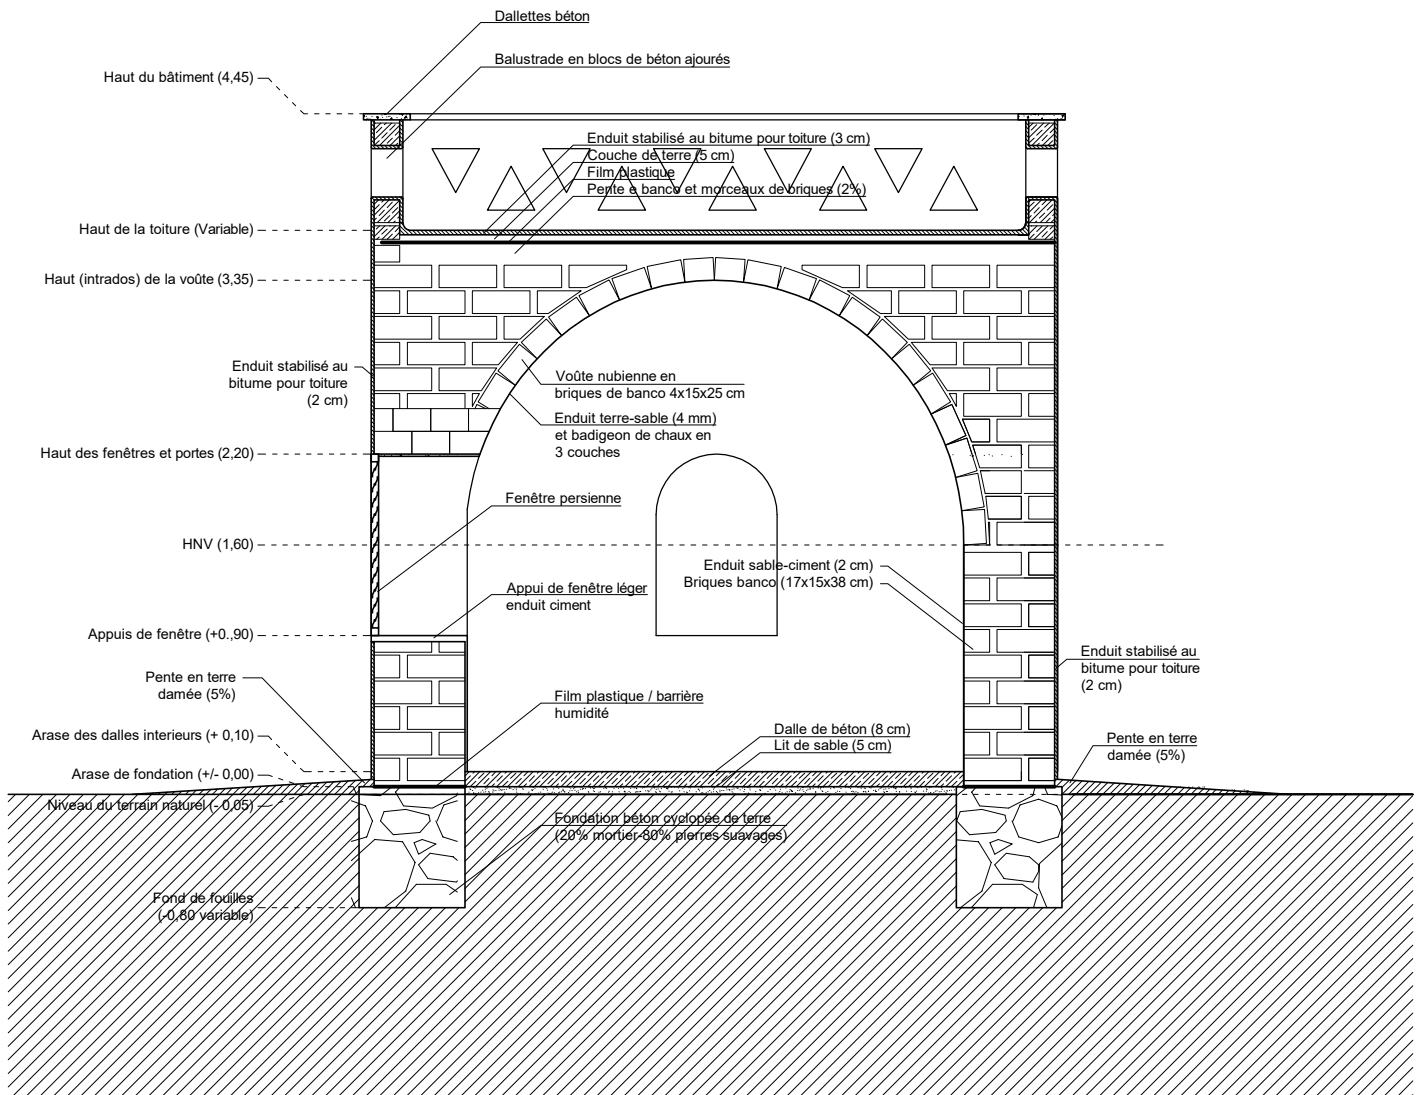 Dallettes béton
Balustrade en blocs de béton ajourés
Haut du bâtiment (4,45)
Enduit stabilisé au bitume pour toiture (3 cm)
Couche de terre (5 cm)
Film plastique
Pente e banco et morceaux de briques (2%)
Haut de la toiture (Variable)
Haut (intrados) de la voûte (3,35)
Enduit stabilisé au
bitume pour toiture
(2 cm)
Voûte nubienne en
briques de banco 4x15x25 cm
Enduit terre-sable (4 mm)
et badigeon de chaux en
3 couches
Haut des fenêtres et portes (2,20)
Fenêtre persienne
HNV (1,60)
Enduit sable-ciment (2 cm)
Briques banco (17x15x38 cm)
Appui de fenêtre léger
enduit ciment
Appuis de fenêtre (+0.,90)
Enduit stabilisé au
bitume pour toiture
(2 cm)
Pente en terre
damée (5%)
Film plastique / barrière
humidité
Arase des dalles interieurs (+ 0,10)
Dalle de béton (8 cm)
Lit de sable (5 cm)
Pente en terre
damée (5%)
Arase de fondation (+/- 0,00)
Niveau du terrain naturel (- 0,05)
Fondation béton cyclopée de terre
(20% mortier-80% pierres suavages)
Fond de fouilles
(-0,80 variable)